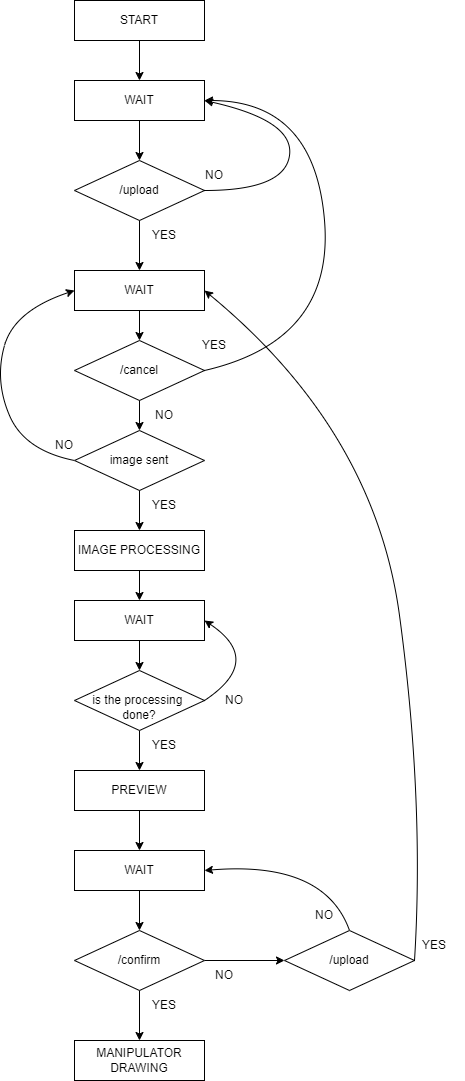 START
WAIT
/upload
NO
YES
WAIT
YES
/cancel
NO
NO
image sent
YES
IMAGE PROCESSING
WAIT
is the processing
done?
NO
YES
PREVIEW
WAIT
NO
/confirm
NO
/upload
YES
YES
MANIPULATOR
DRAWING